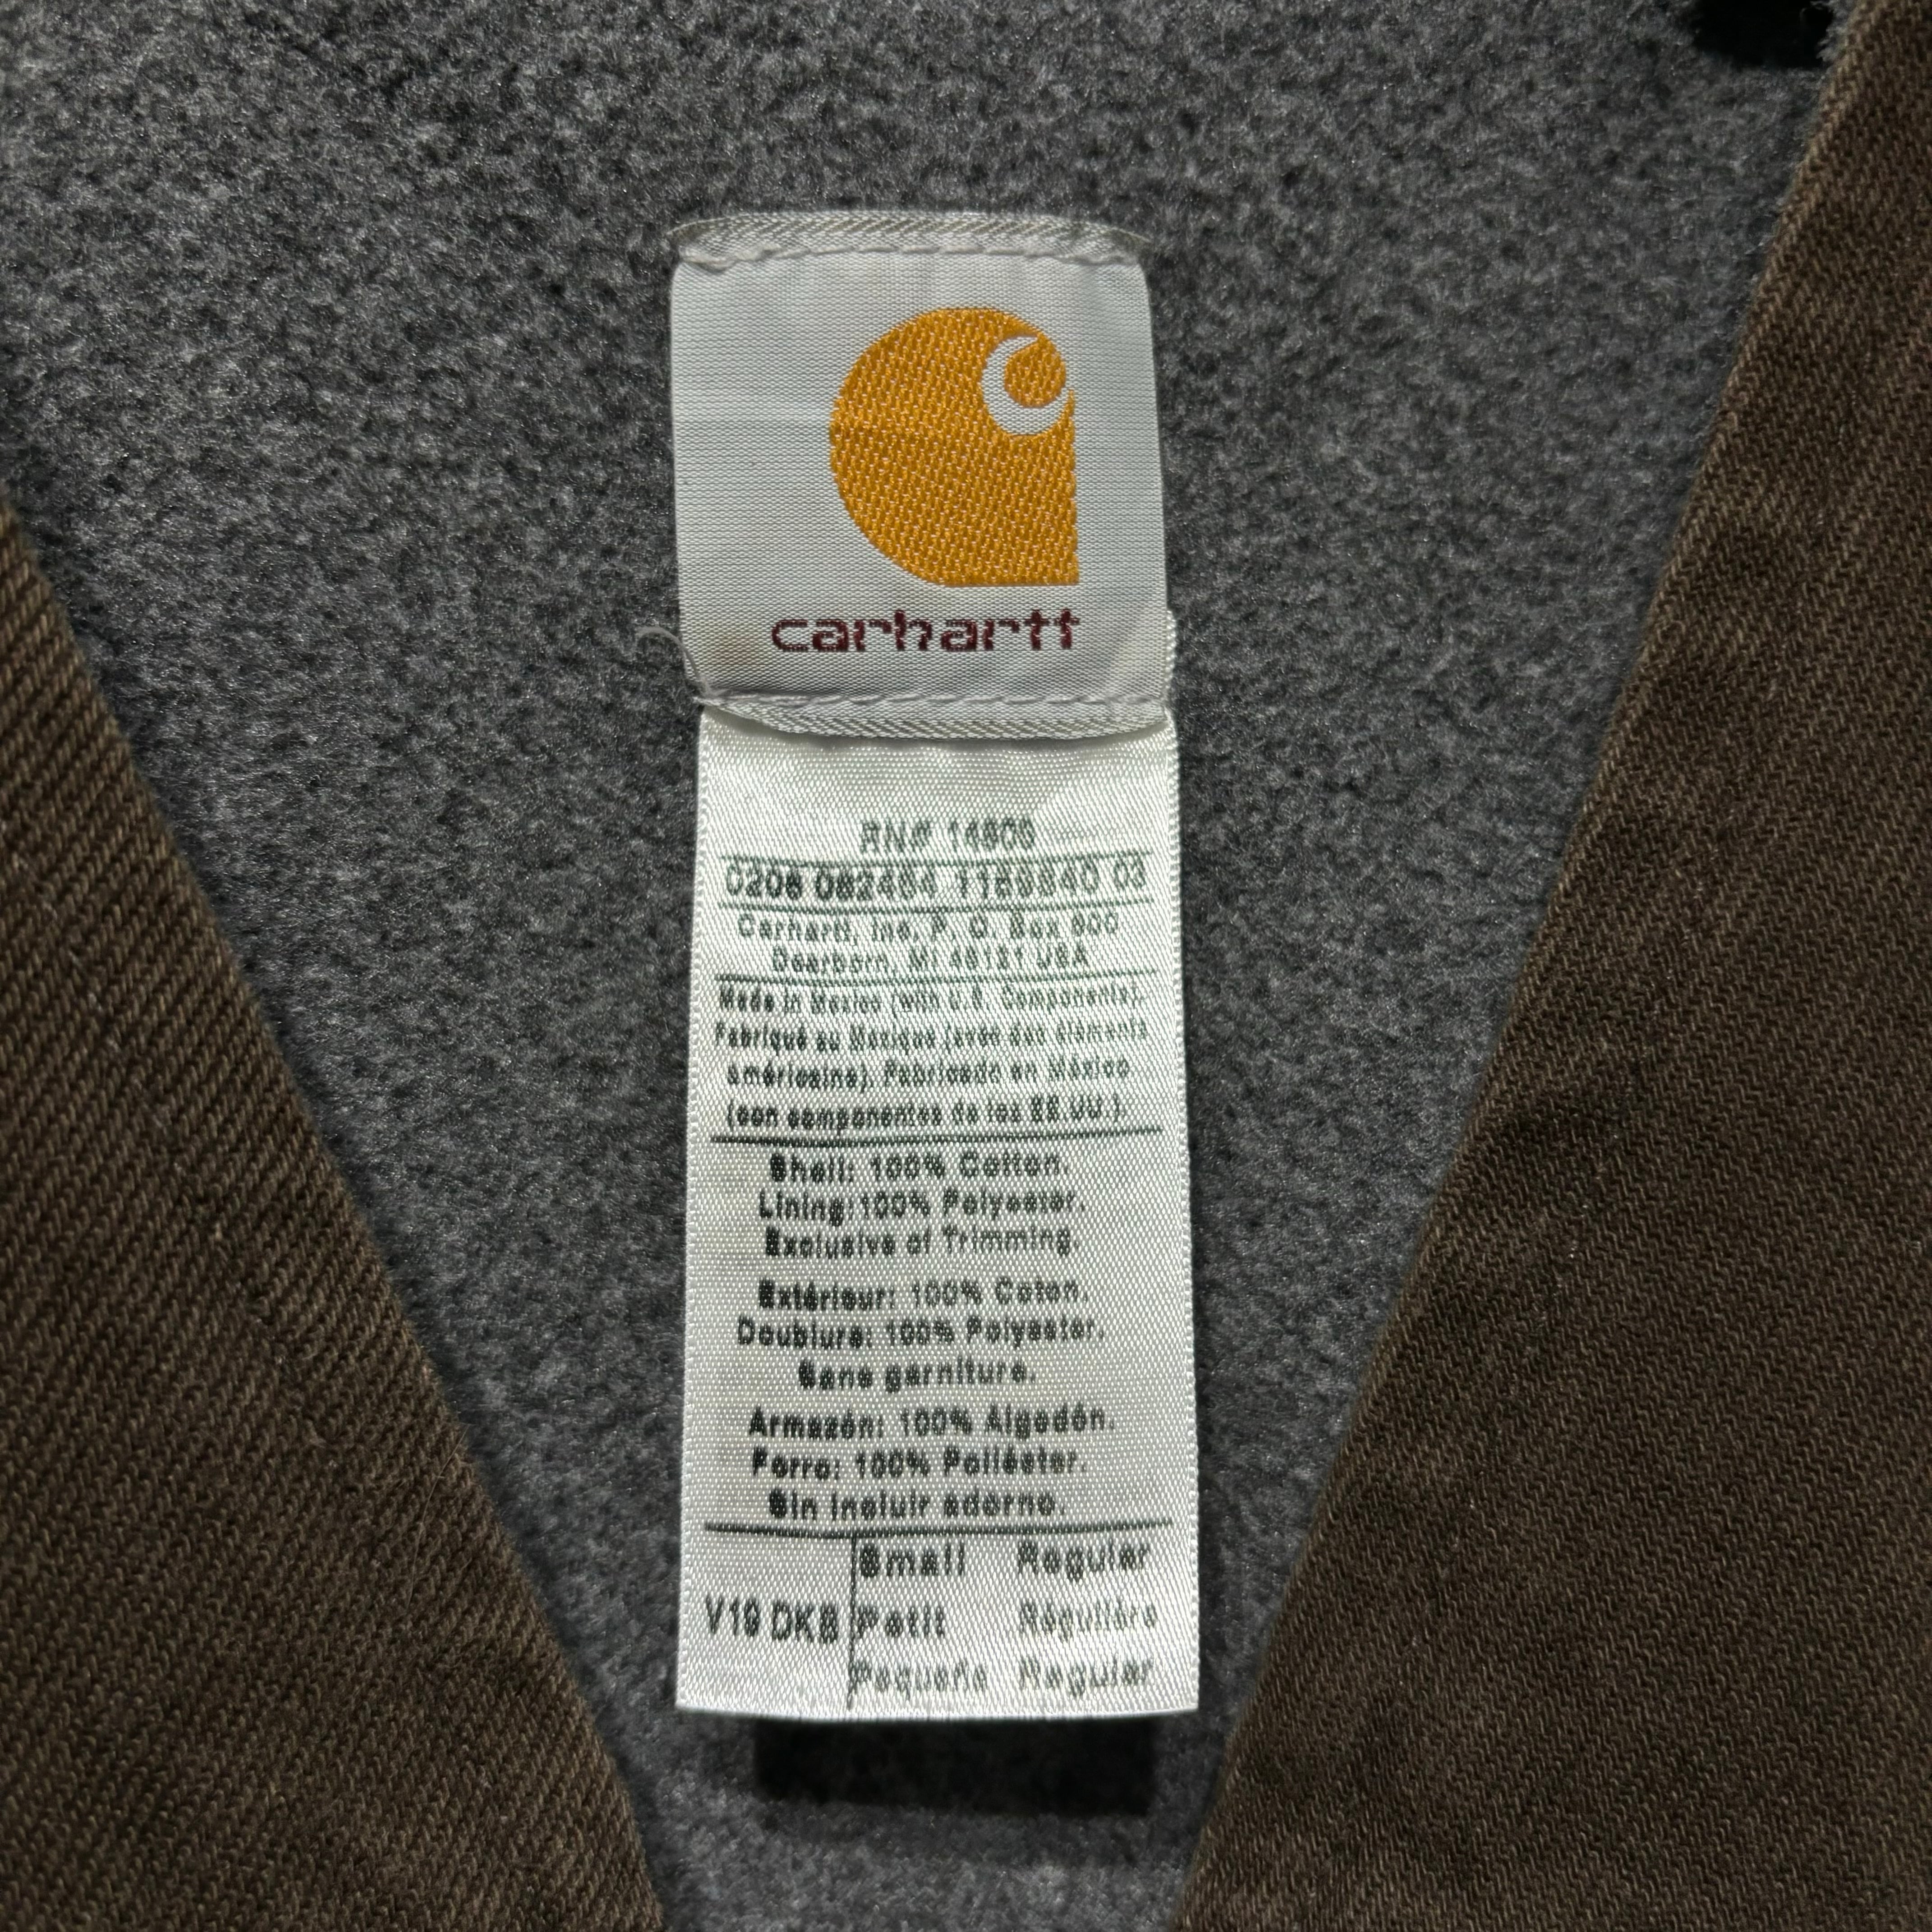 carhartt
RN# 14806
0206 082464 1169840 03
Carhartt, Inc. P. O. Box 600
Dearborn, MI 48121 USA
Made in Mexico (with U.S. Components).
Fabriqué au Mexique (avec des éléments
américains). Fabricado en México
(con componentes de los EE.UU.).
Shell: 100% Cotton.
Lining: 100% Polyester.
Exclusive of Trimming.
Extérieur: 100% Coton.
Doublure: 100% Polyester.
Sans garniture.
Armazón: 100% Algodón.
Forro: 100% Poliéster.
Sin incluir adorno.
Small Regular
V19 DKB Petit Régulière
Pequeño Regular